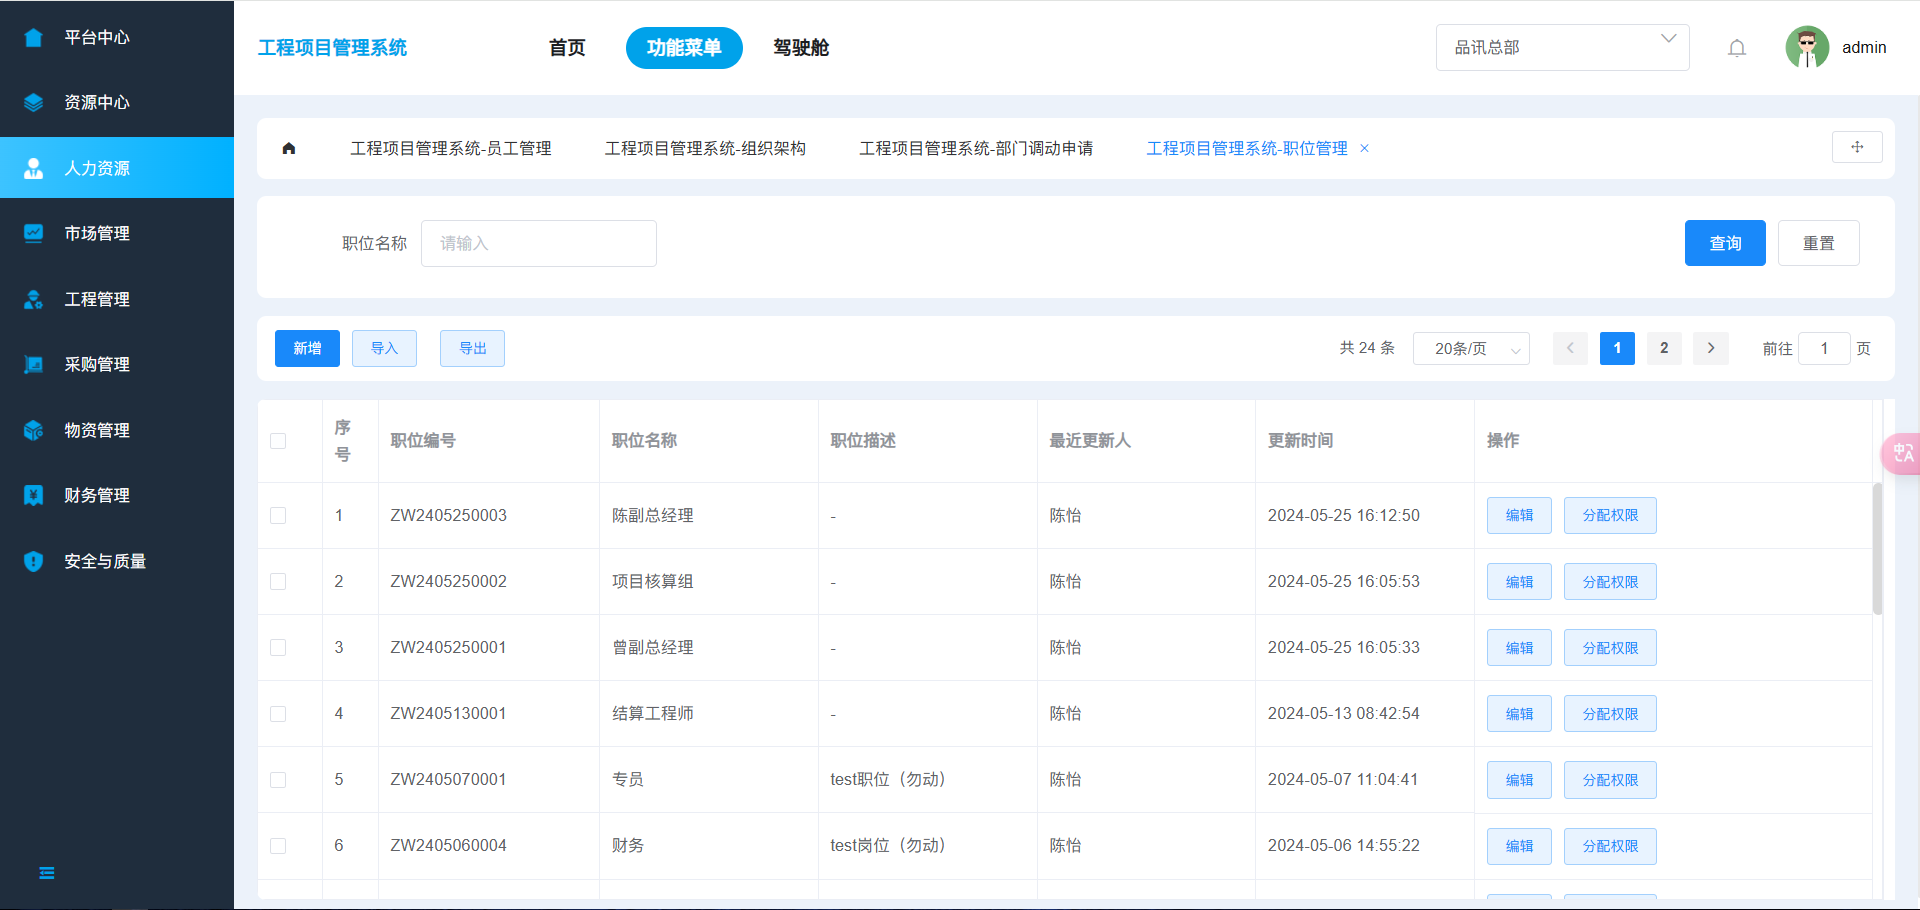 平台中心
资源中心
人力资源
市场管理
工程管理
采购管理
物资管理
财务管理
安全与质量
工程项目管理系统 首页 功能菜单 驾驶舱 品讯总部 admin
工程项目管理系统-员工管理 工程项目管理系统-组织架构 工程项目管理系统-部门调动申请 工程项目管理系统-职位管理 ×
职位名称 请输入 查询 重置
新增 导入 导出 共 24 条 20条/页 < 1 2 > 前往 1 页
序号 职位编号 职位名称 职位描述 最近更新人 更新时间 操作
1 ZW2405250003 陈副总经理 - 陈怡 2024-05-25 16:12:50 编辑 分配权限
2 ZW2405250002 项目核算组 - 陈怡 2024-05-25 16:05:53 编辑 分配权限
3 ZW2405250001 曾副总经理 - 陈怡 2024-05-25 16:05:33 编辑 分配权限
4 ZW2405130001 结算工程师 - 陈怡 2024-05-13 08:42:54 编辑 分配权限
5 ZW2405070001 专员 test职位（勿动） 陈怡 2024-05-07 11:04:41 编辑 分配权限
6 ZW2405060004 财务 test岗位（勿动） 陈怡 2024-05-06 14:55:22 编辑 分配权限
中A